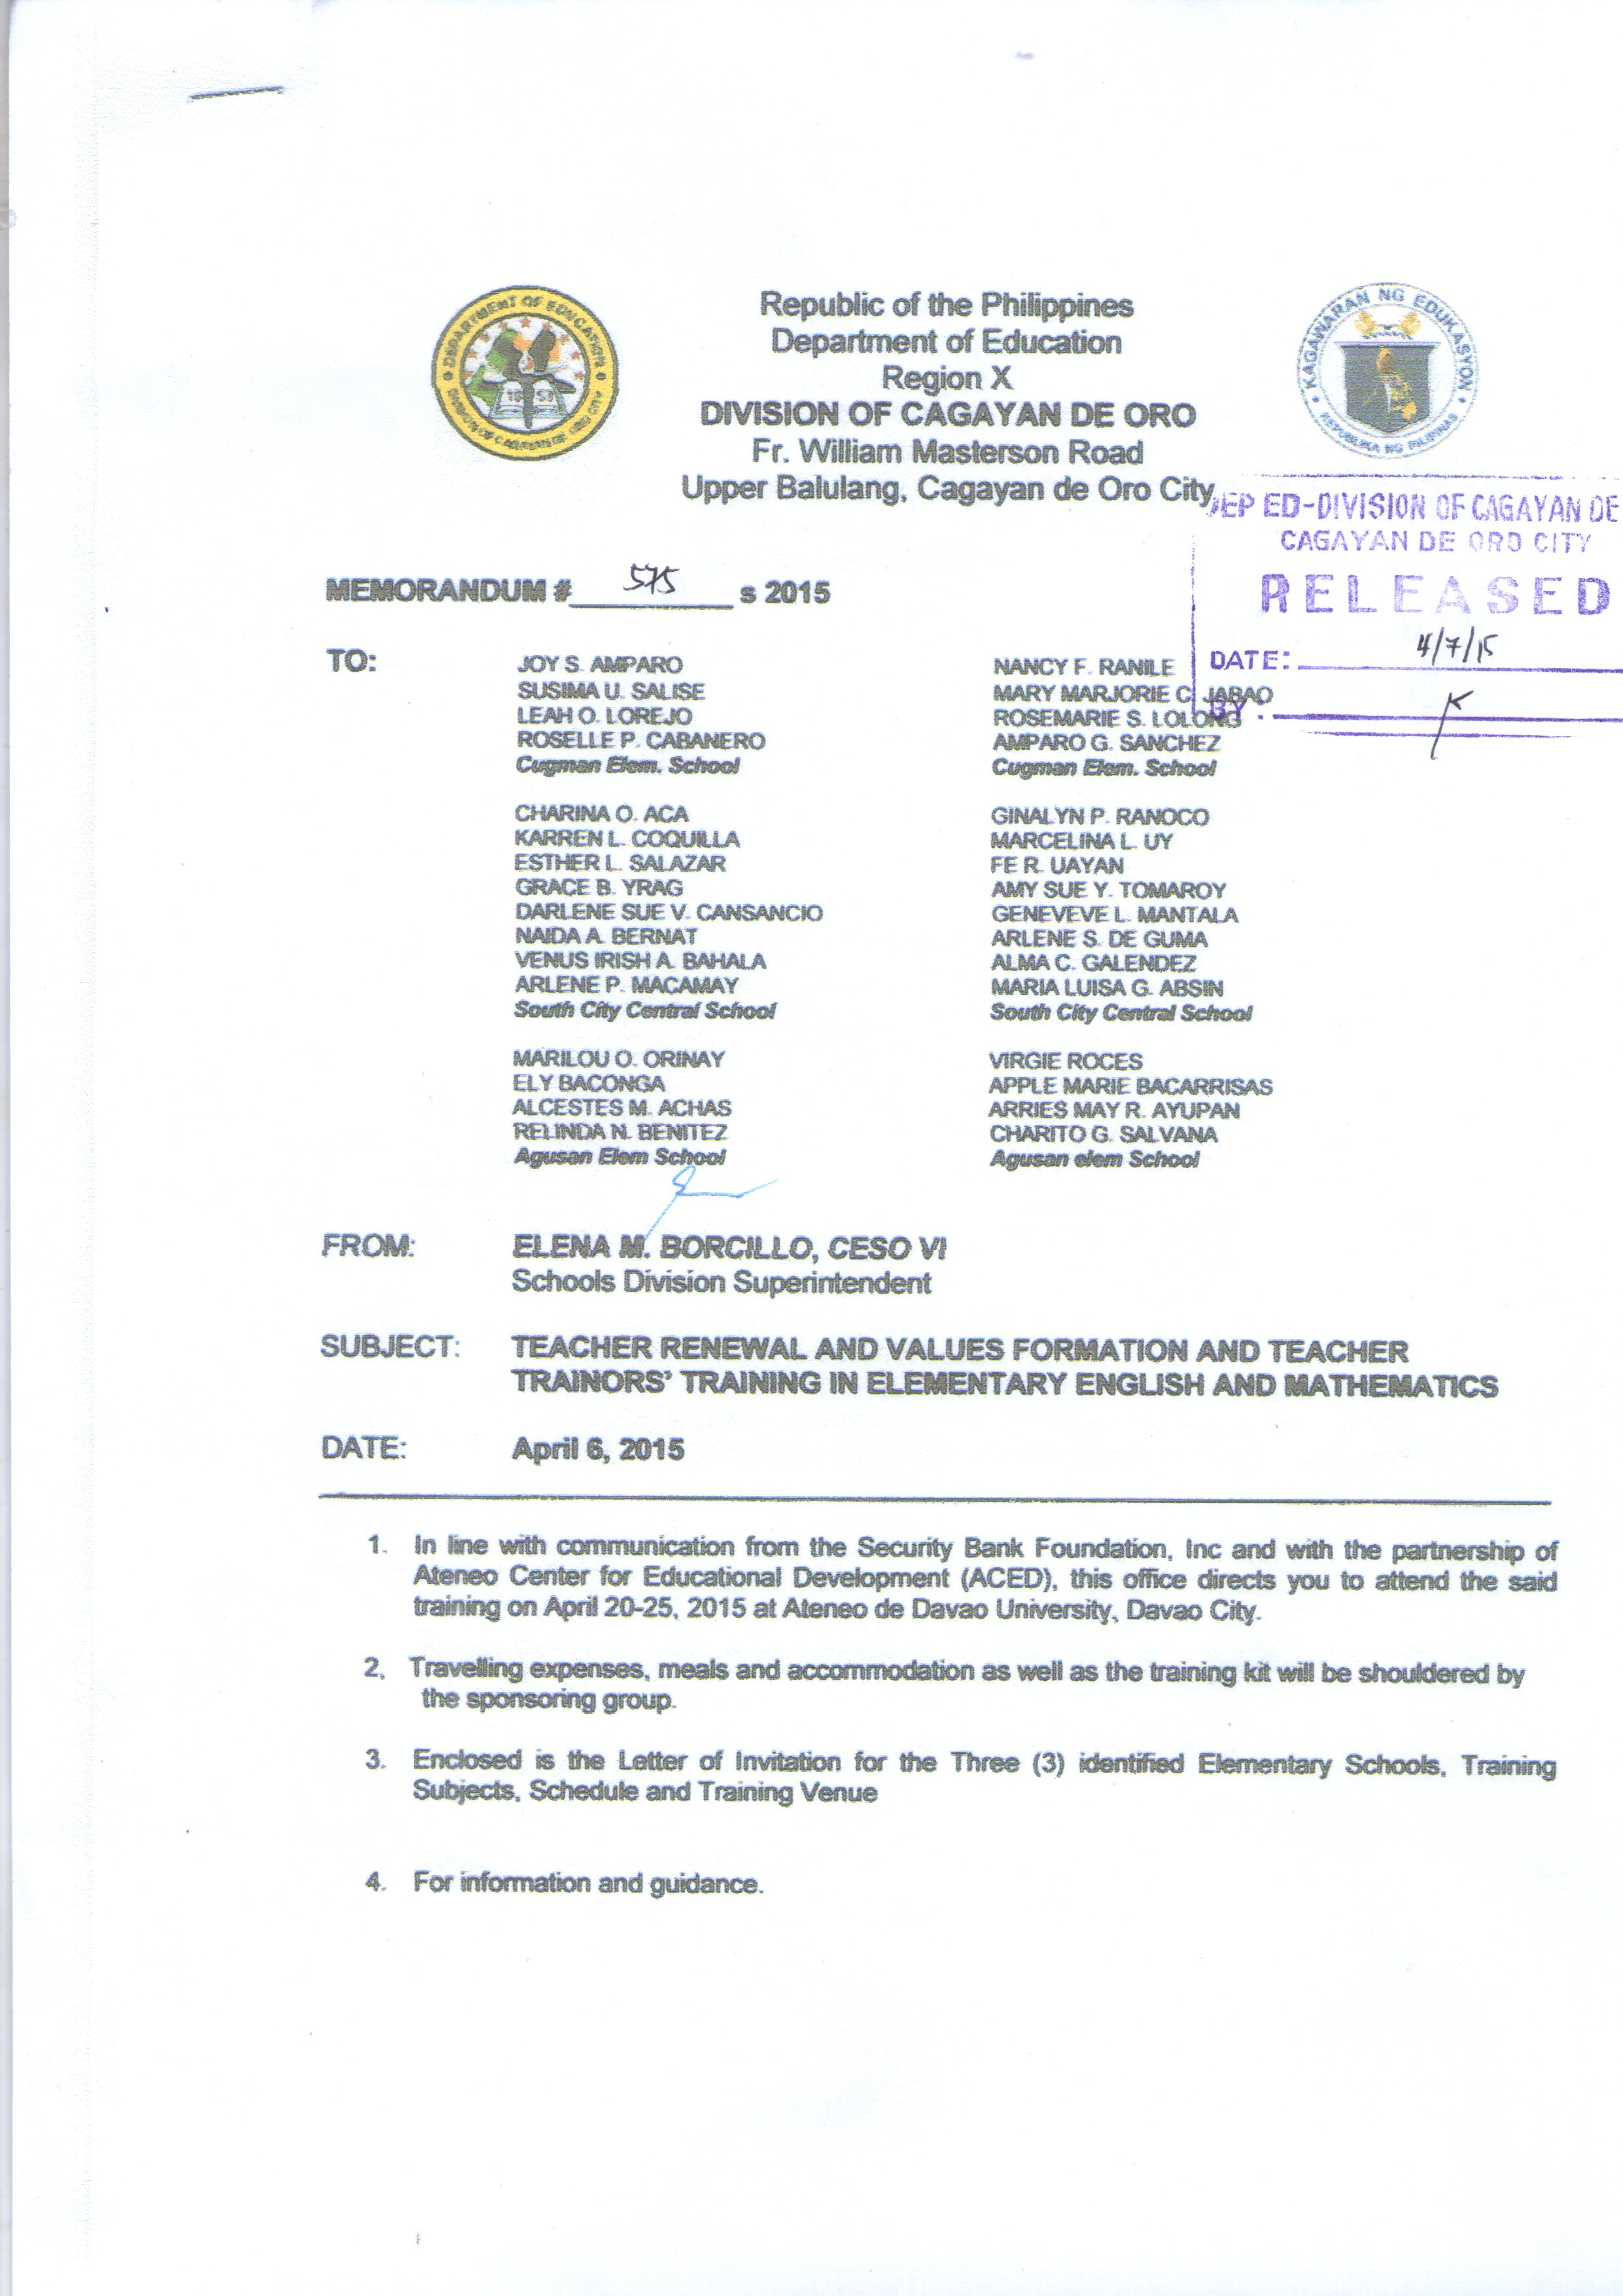 DEPARTMENT OF EDUCATION
DIVISION OF CAGAYAN DE ORO CITY
Republic of the Philippines
Department of Education
Region X
DIVISION OF CAGAYAN DE ORO
Fr. William Masterson Road
Upper Balulang, Cagayan de Oro City
KAGAWARAN NG EDUKASYON
REPUBLIKA NG PILIPINAS
DEP ED-DIVISION OF CAGAYAN DE
CAGAYAN DE ORO CITY
RELEASED
DATE: 4/7/15
BY:
MEMORANDUM # 575 s 2015
TO:
JOY S. AMPARO
SUSIMA U. SALISE
LEAH O. LOREJO
ROSELLE P. CABANERO
Cugman Elem. School
NANCY F. RANILE
MARY MARJORIE C. JABAO
ROSEMARIE S. LOLONG
AMPARO G. SANCHEZ
Cugman Elem. School
CHARINA O. ACA
KARREN L. COQUILLA
ESTHER L. SALAZAR
GRACE B. YRAG
DARLENE SUE V. CANSANCIO
NAIDA A. BERNAT
VENUS IRISH A. BAHALA
ARLENE P. MACAMAY
South City Central School
GINALYN P. RANOCO
MARCELINA L. UY
FE R. UAYAN
AMY SUE Y. TOMAROY
GENEVEVE L. MANTALA
ARLENE S. DE GUMA
ALMA C. GALENDEZ
MARIA LUISA G. ABSIN
South City Central School
MARILOU O. ORINAY
ELY BACONGA
ALCESTES M. ACHAS
RELINDA N. BENITEZ
Agusan Elem School
VIRGIE ROCES
APPLE MARIE BACARRISAS
ARRIES MAY R. AYUPAN
CHARITO G. SALVANA
Agusan elem School
FROM: ELENA M. BORCILLO, CESO VI
Schools Division Superintendent
SUBJECT: TEACHER RENEWAL AND VALUES FORMATION AND TEACHER
TRAINORS' TRAINING IN ELEMENTARY ENGLISH AND MATHEMATICS
DATE: April 6, 2015
1. In line with communication from the Security Bank Foundation, Inc and with the partnership of
Ateneo Center for Educational Development (ACED), this office directs you to attend the said
training on April 20-25, 2015 at Ateneo de Davao University, Davao City.
2. Travelling expenses, meals and accommodation as well as the training kit will be shouldered by
the sponsoring group.
3. Enclosed is the Letter of Invitation for the Three (3) identified Elementary Schools, Training
Subjects, Schedule and Training Venue
4. For information and guidance.